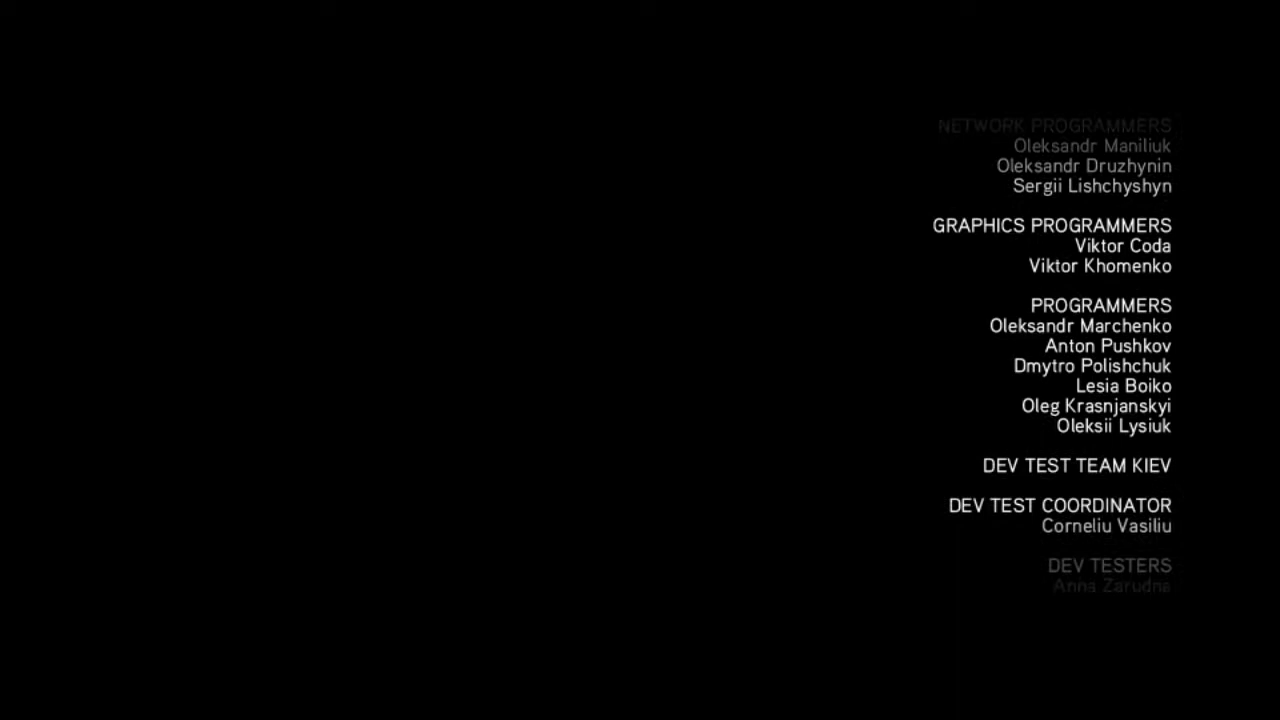 NETWORK PROGRAMMERS
Oleksandr Maniliuk
Oleksandr Druzhynin
Sergii Lishchyshyn
GRAPHICS PROGRAMMERS
Viktor Coda
Viktor Khomenko
PROGRAMMERS
Oleksandr Marchenko
Anton Pushkov
Dmytro Polishchuk
Lesia Boiko
Oleg Krasnjanskyi
Oleksii Lysiuk
DEV TEST TEAM KIEV
DEV TEST COORDINATOR
Corneliu Vasiliu
DEV TESTERS
Anna Zarudna